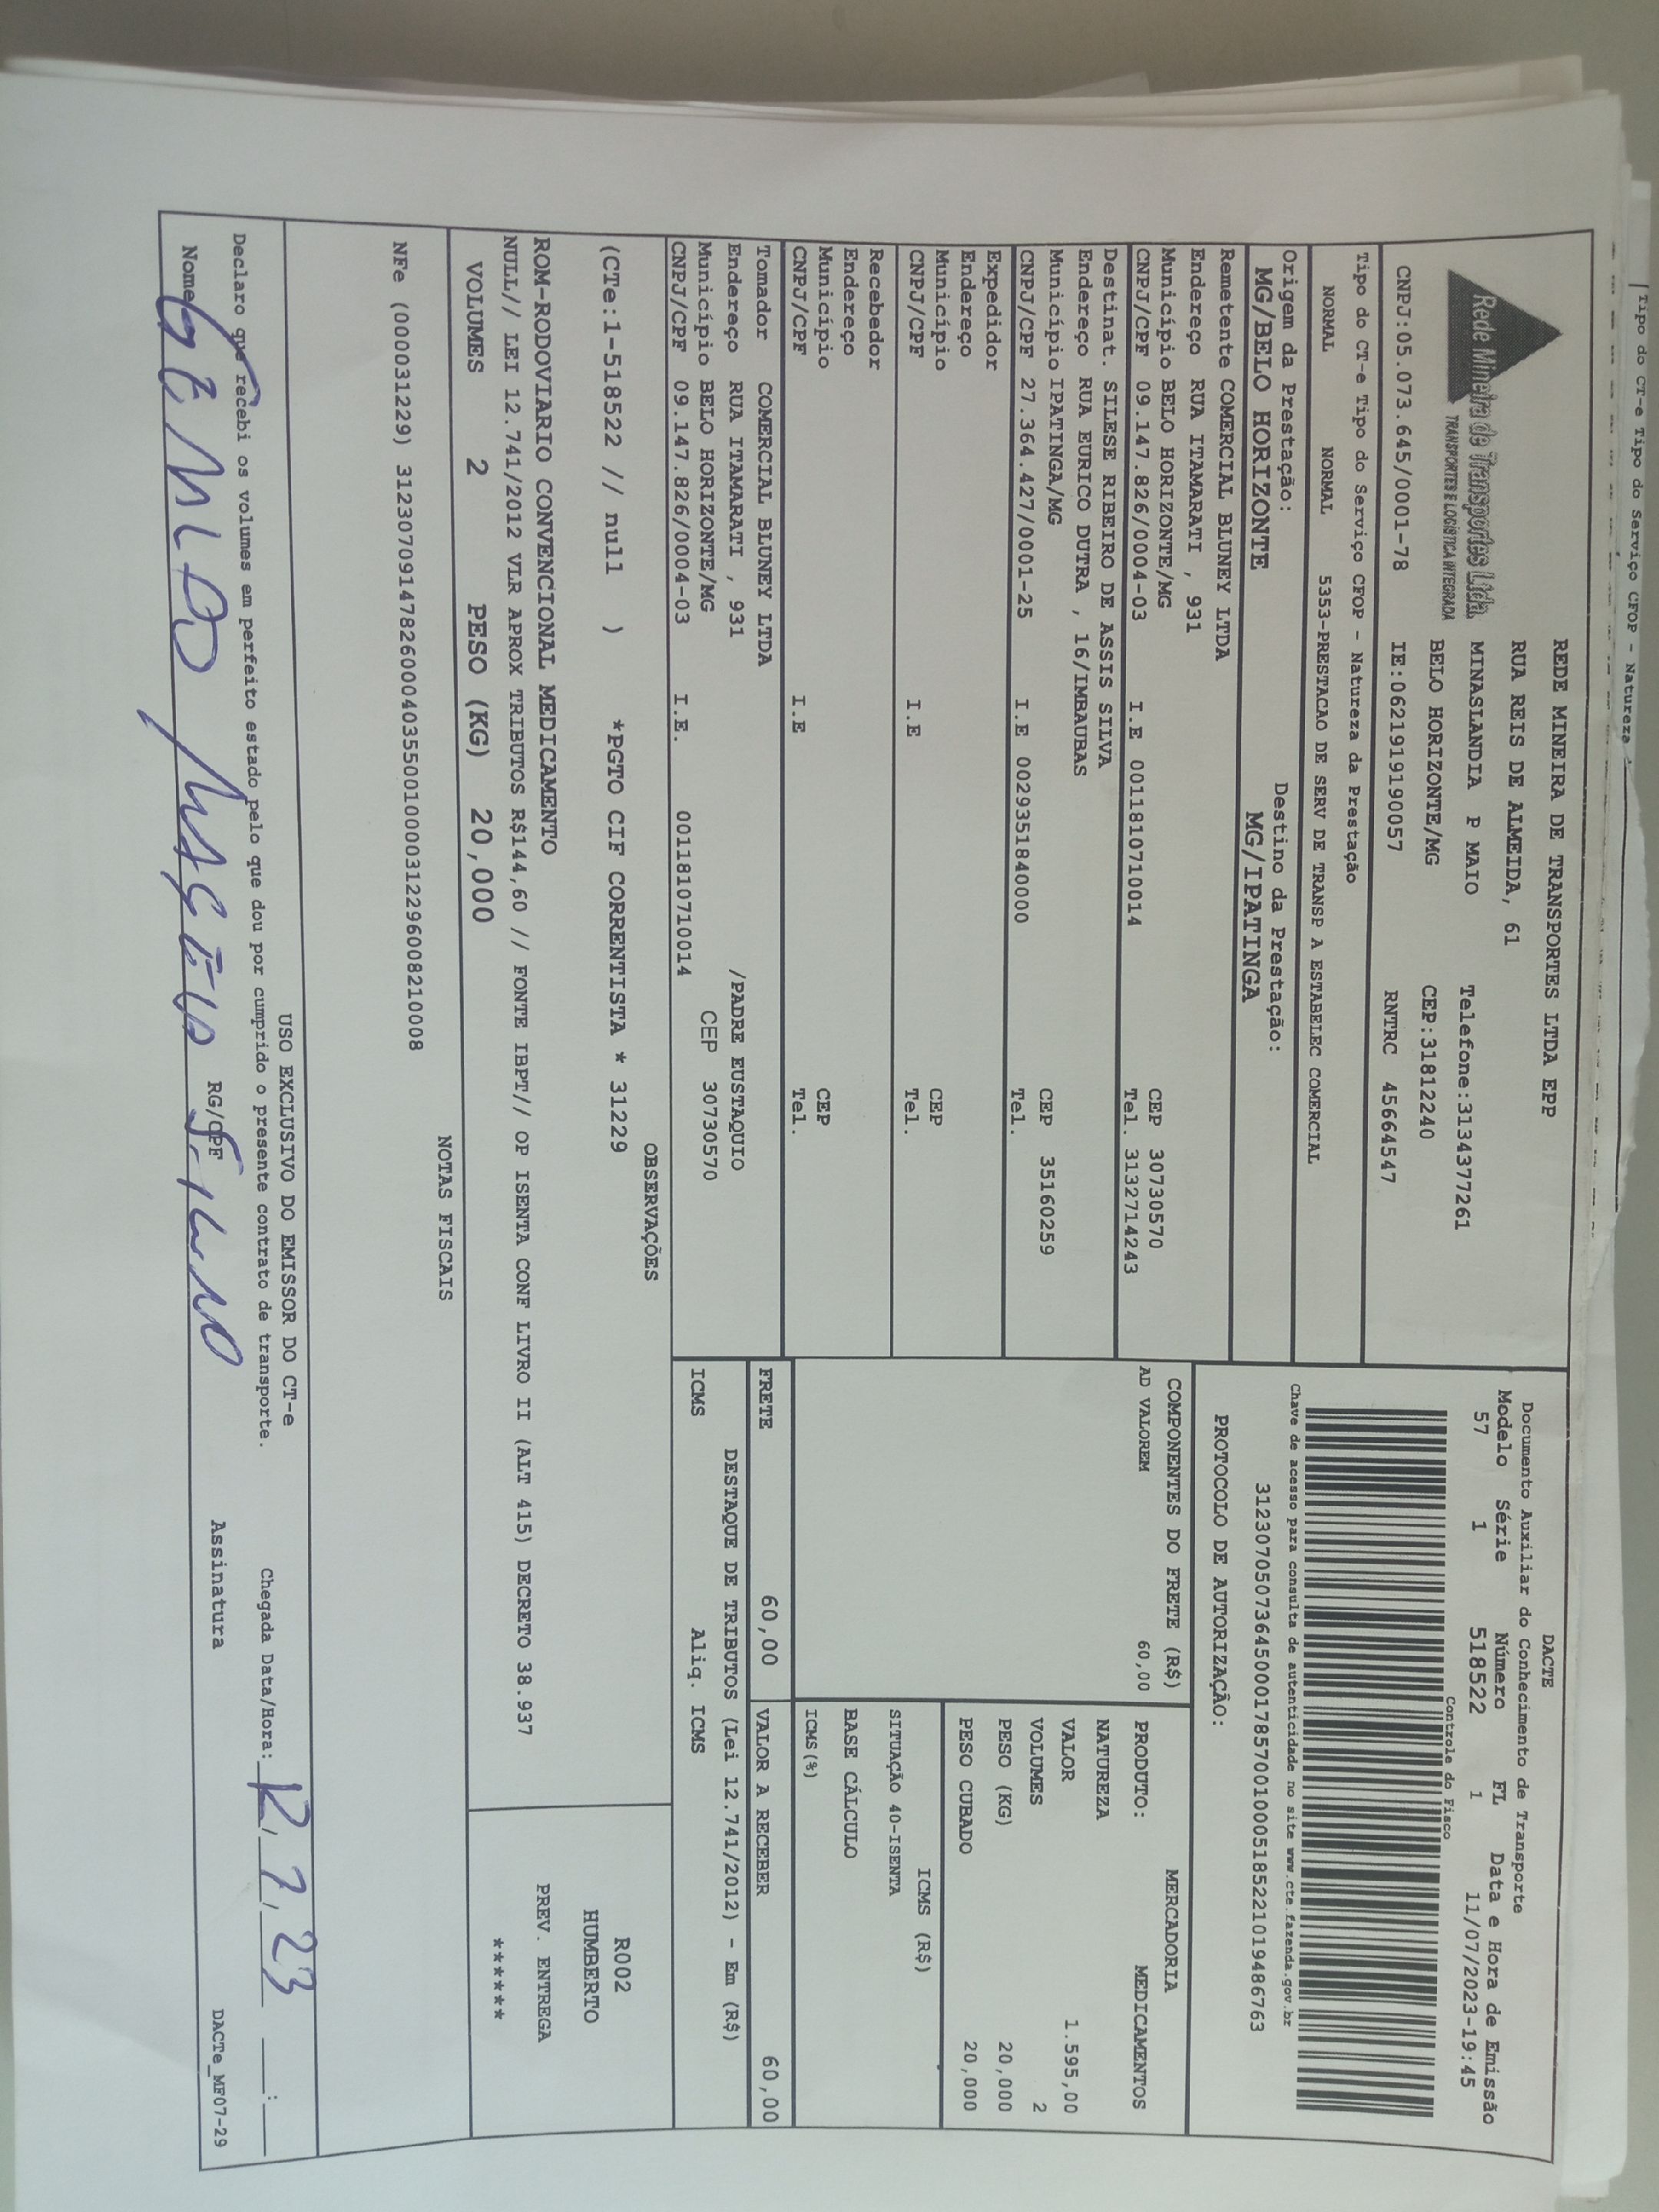 Tipo do CT-e Tipo do Serviço CFOP - Natureza
Rede Mineira de Transportes Ltda.
TRANSPORTES E LOGÍSTICA INTEGRADA
REDE MINEIRA DE TRANSPORTES LTDA EPP
RUA REIS DE ALMEIDA, 61
MINASLANDIA P MAIO Telefone:3134377261
BELO HORIZONTE/MG CEP:31812240
CNPJ:05.073.645/0001-78 IE:0621919190057 RNTRC 45664547
DACTE
Documento Auxiliar do Conhecimento de Transporte
Modelo Série Número FL Data e Hora de Emissão
57 1 518522 1 11/07/2023-19:45
Controle do Fisco
Tipo do CT-e Tipo do Serviço CFOP - Natureza da Prestação
NORMAL NORMAL 5353-PRESTACAO DE SERV DE TRANSP A ESTABELEC COMERCIAL
Chave de acesso para consulta de autenticidade no site www.cte.fazenda.gov.br
31230705073645000178570010005185221019486763
Origem da Prestação: Destino da Prestação:
MG/BELO HORIZONTE MG/IPATINGA
PROTOCOLO DE AUTORIZAÇÃO:
Remetente COMERCIAL BLUNEY LTDA
Endereço RUA ITAMARATI , 931
Município BELO HORIZONTE/MG CEP 30730570
CNPJ/CPF 09.147.826/0004-03 I.E 0011810710014 Tel. 3132714243
Destinat. SILESE RIBEIRO DE ASSIS SILVA
Endereço RUA EURICO DUTRA , 16/IMBAUBAS
Município IPATINGA/MG CEP 35160259
CNPJ/CPF 27.364.427/0001-25 I.E 0029351840000 Tel.
Expedidor
Endereço
Município CEP
CNPJ/CPF I.E Tel.
Recebedor
Endereço
Município CEP
CNPJ/CPF I.E Tel.
Tomador COMERCIAL BLUNEY LTDA
Endereço RUA ITAMARATI , 931 /PADRE EUSTAQUIO
Município BELO HORIZONTE/MG CEP 30730570
CNPJ/CPF 09.147.826/0004-03 I.E. 0011810710014
COMPONENTES DO FRETE (R$)
AD VALOREM 60,00
MERCADORIA
PRODUTO: MEDICAMENTOS
NATUREZA
VALOR 1.595,00
VOLUMES 2
PESO (KG) 20,000
PESO CUBADO 20,000
ICMS (R$)
SITUAÇÃO 40-ISENTA
BASE CÁLCULO
ICMS(%)
FRETE 60,00 VALOR A RECEBER 60,00
DESTAQUE DE TRIBUTOS (Lei 12.741/2012) - Em (R$)
ICMS Aliq. ICMS
OBSERVAÇÕES
(CTe:1-518522 // null ) *PGTO CIF CORRENTISTA * 31229
ROM-RODOVIARIO CONVENCIONAL MEDICAMENTO
NULL// LEI 12.741/2012 VLR APROX TRIBUTOS R$144,60 // FONTE IBPT// OP ISENTA CONF LIVRO II (ALT 415) DECRETO 38.937
R002
HUMBERTO
PREV. ENTREGA
******
VOLUMES 2 PESO (KG) 20,000
NOTAS FISCAIS
NFe (000031229) 31230709147826000403550010000312296008210008
USO EXCLUSIVO DO EMISSOR DO CT-e
Declaro que recebi os volumes em perfeito estado pelo que dou por cumprido o presente contrato de transporte.
Chegada Data/Hora: 12/7/23 __:__
Nome RG/CPF Assinatura
DACTe_MF07-29